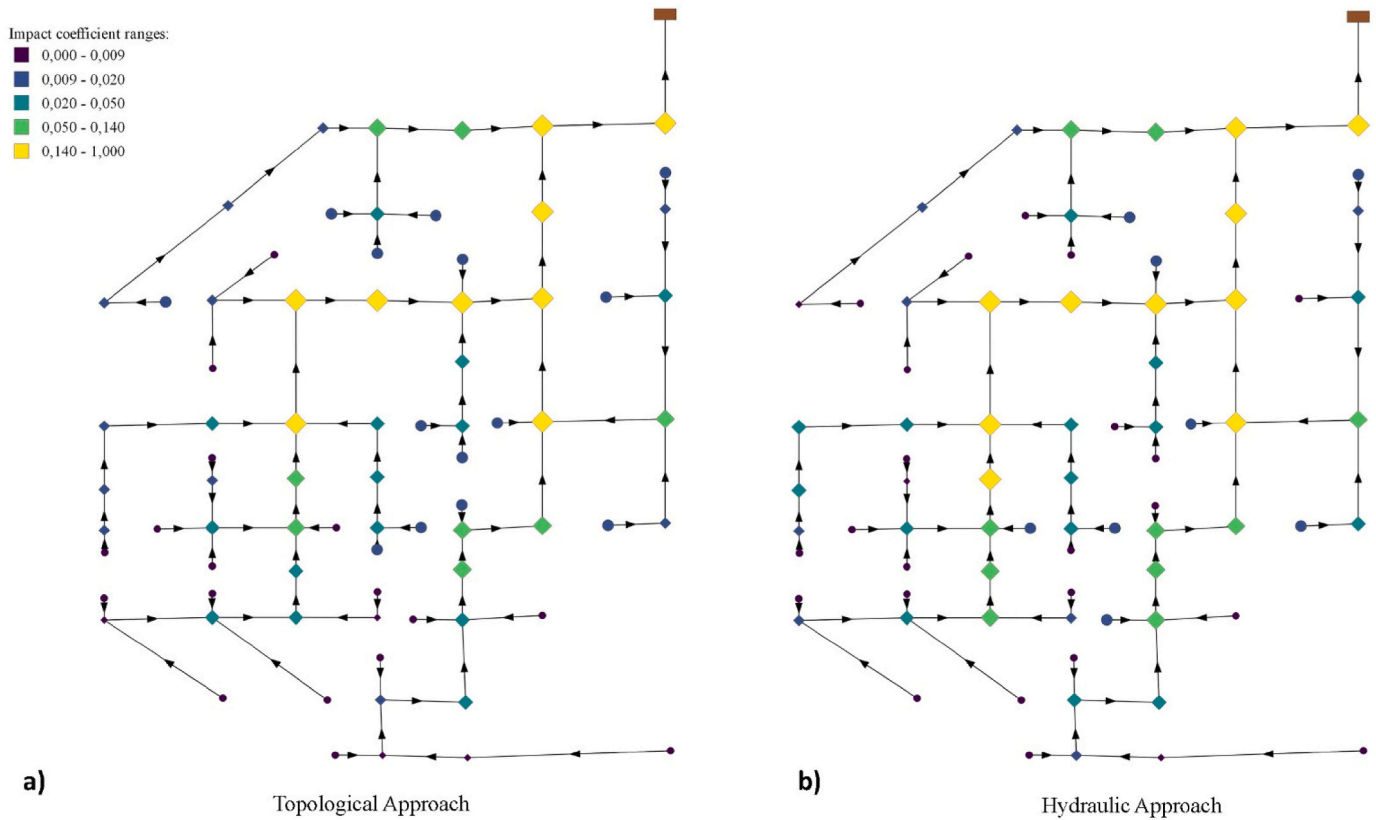 Impact coefficient ranges:
0,000 - 0,009
0,009 - 0,020
0,020 - 0,050
0,050 - 0,140
0,140 - 1,000
a)
Topological Approach
b)
Hydraulic Approach